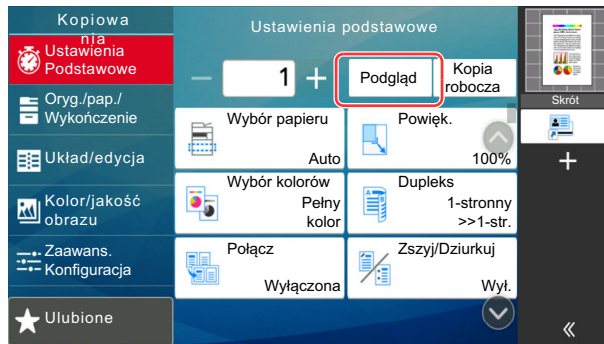 Kopiowa
nia
Ustawienia
Podstawowe
Oryg./pap./
Wykończenie
Układ/edycja
Kolor/jakość
obrazu
Zaawans.
Konfiguracja
Ulubione
Ustawienia podstawowe
1
Podgląd
Kopia
robocza
Wybór papieru
Auto
Powięk.
100%
Wybór kolorów
Pełny
kolor
Dupleks
1-stronny
>>1-str.
Połącz
Wyłączona
Zszyj/Dziurkuj
Wył.
Skrót